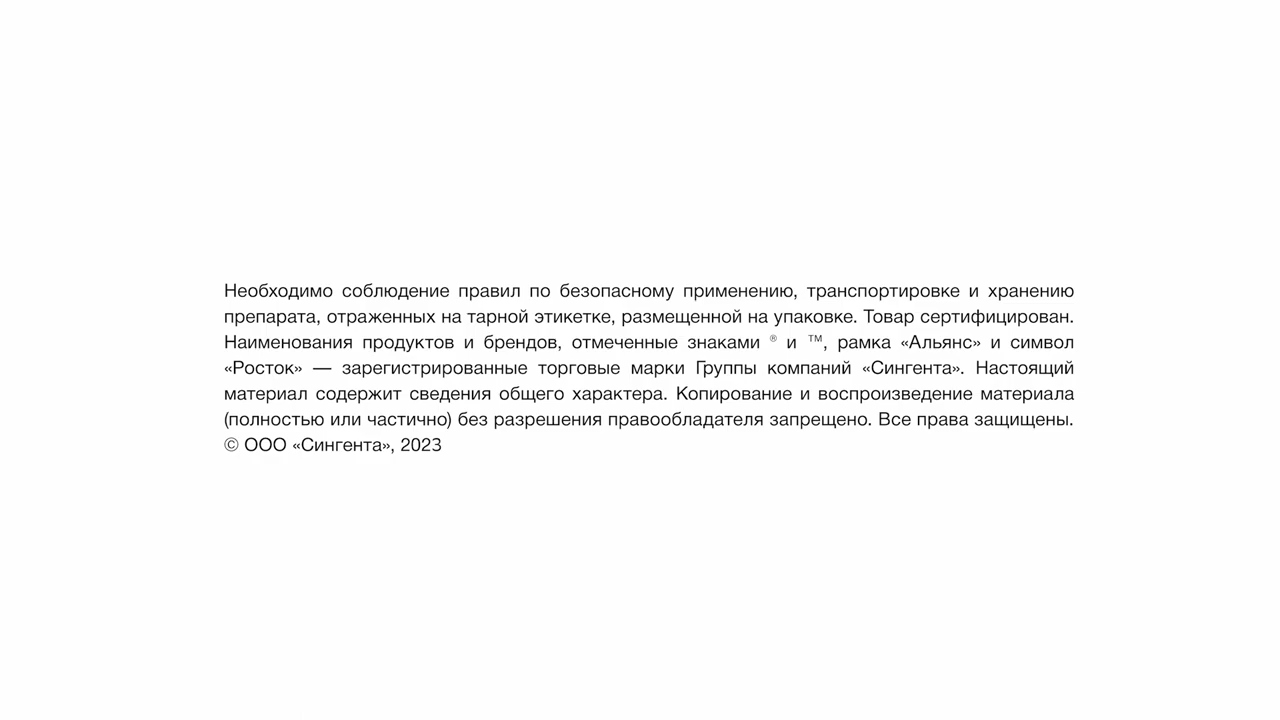 Необходимо соблюдение правил по безопасному применению, транспортировке и хранению
препарата, отраженных на тарной этикетке, размещенной на упаковке. Товар сертифицирован.
Наименования продуктов и брендов, отмеченные знаками ® и ™, рамка «Альянс» и символ
«Росток» — зарегистрированные торговые марки Группы компаний «Сингента». Настоящий
материал содержит сведения общего характера. Копирование и воспроизведение материала
(полностью или частично) без разрешения правообладателя запрещено. Все права защищены.
© ООО «Сингента», 2023